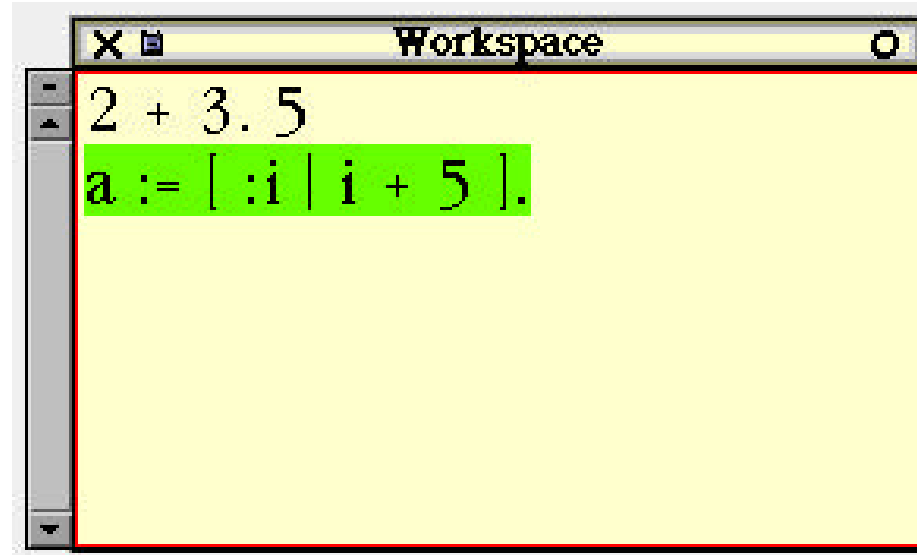 Workspace
2 + 3. 5
a := [ :i | i + 5 ].